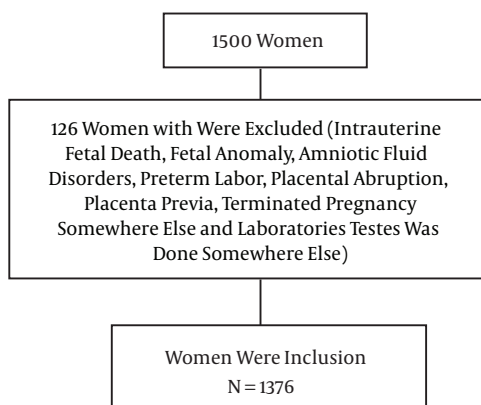 1500 Women
126 Women with Were Excluded (Intrauterine
Fetal Death, Fetal Anomaly, Amniotic Fluid
Disorders, Preterm Labor, Placental Abruption,
Placenta Previa, Terminated Pregnancy
Somewhere Else and Laboratories Testes Was
Done Somewhere Else)
Women Were Inclusion
N = 1376